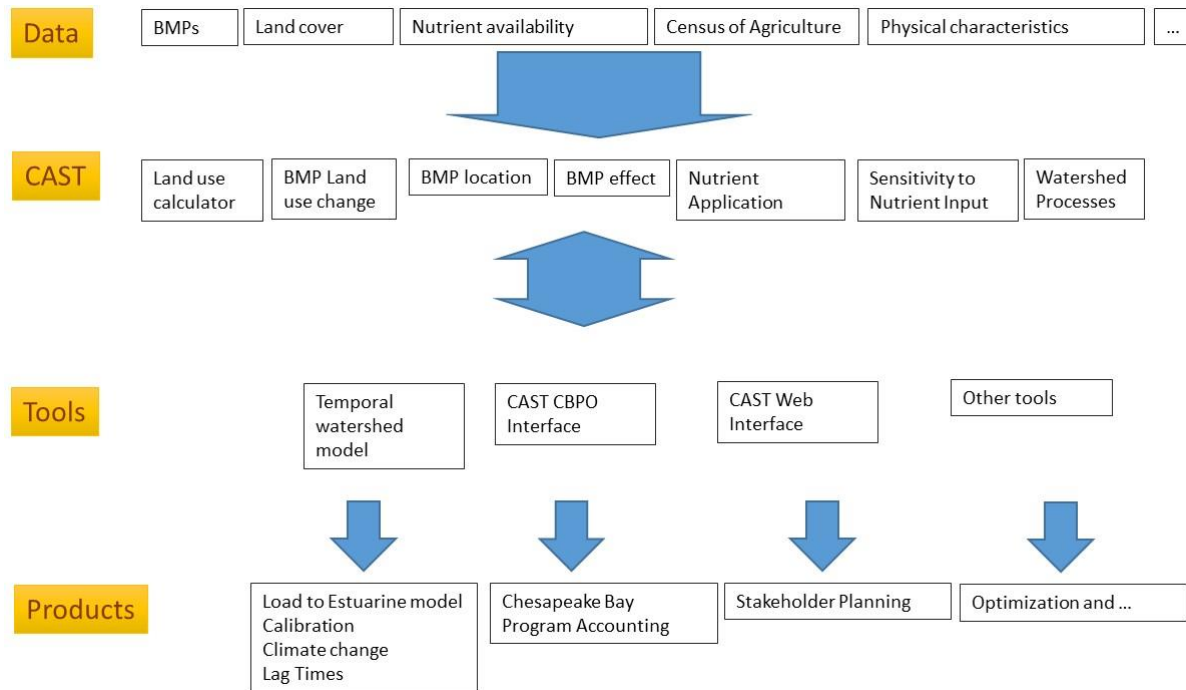 Data
BMPs
Land cover
Nutrient availability
Census of Agriculture
Physical characteristics
...
CAST
Land use
calculator
BMP Land
use change
BMP location
BMP effect
Nutrient
Application
Sensitivity to
Nutrient Input
Watershed
Processes
Tools
Temporal
watershed
model
CAST CBPO
Interface
CAST Web
Interface
Other tools
Products
Load to Estuarine model
Calibration
Climate change
Lag Times
Chesapeake Bay
Program Accounting
Stakeholder Planning
Optimization and ...